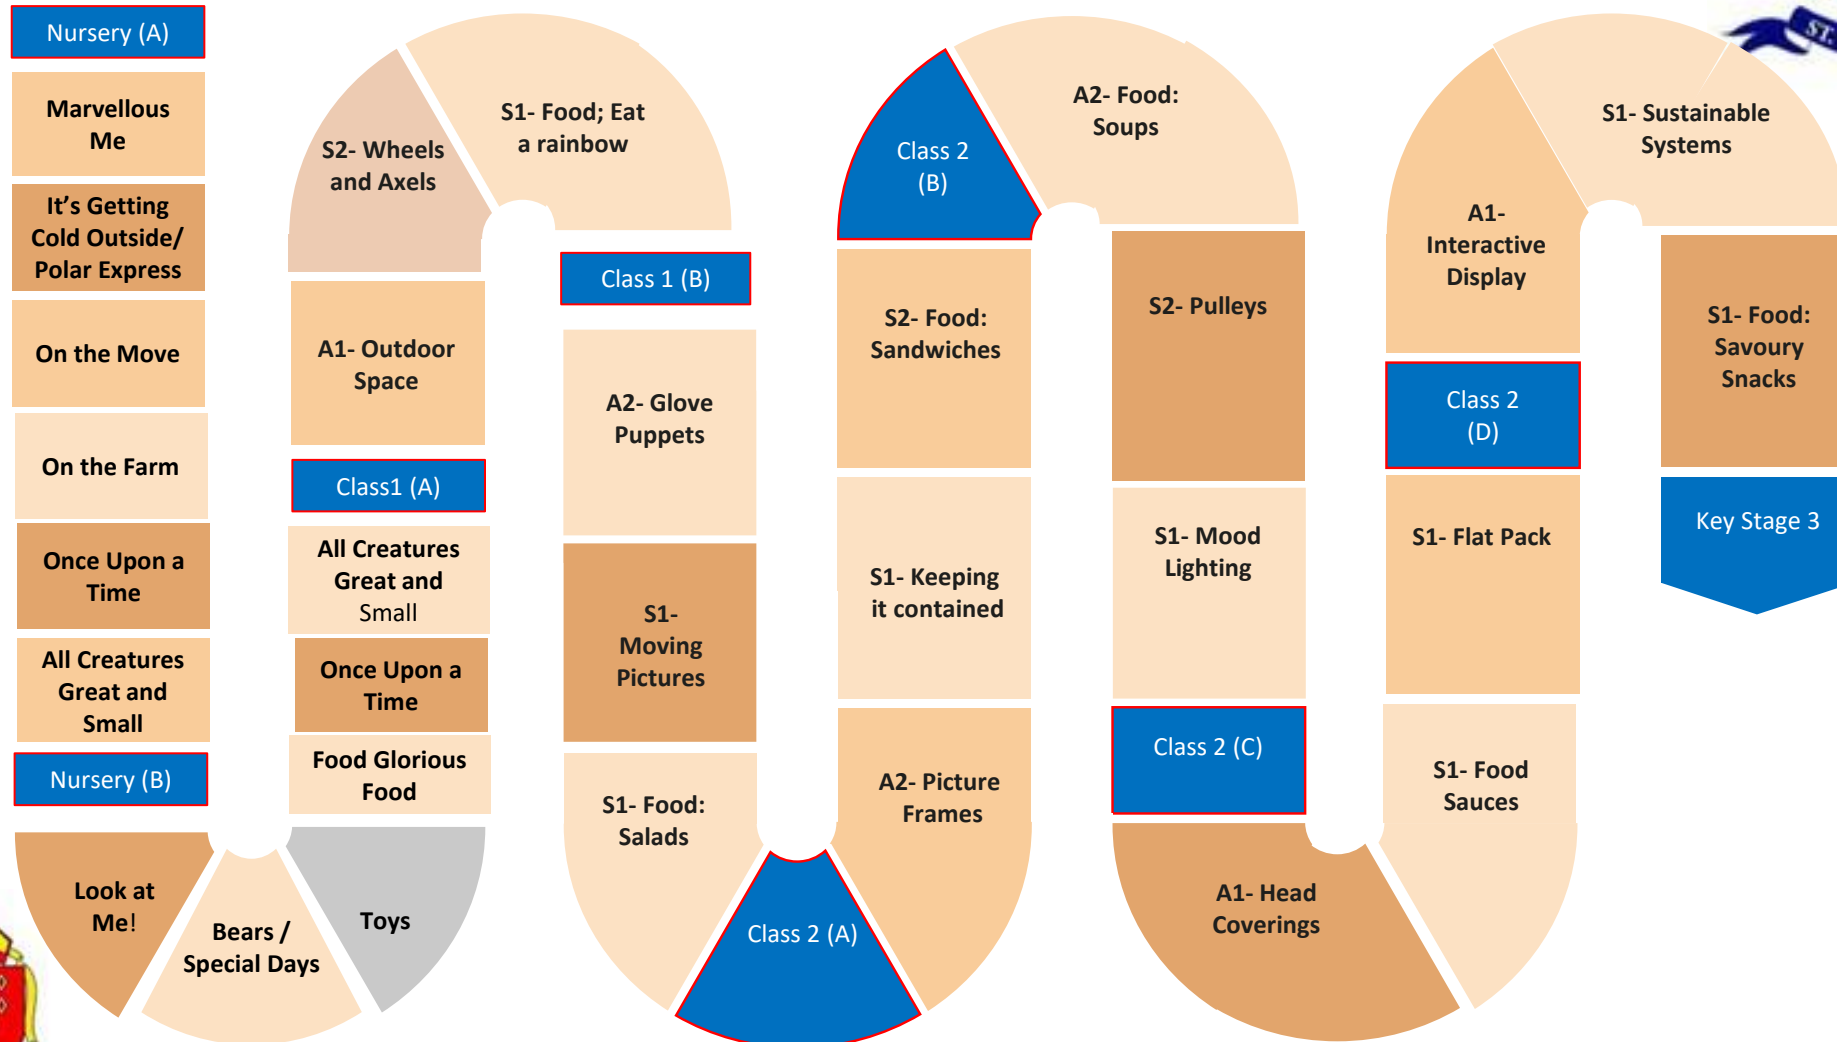 Nursery (A)
Marvellous
Me
It's Getting
Cold Outside/
Polar Express
On the Move
On the Farm
Once Upon a
Time
All Creatures
Great and
Small
Nursery (B)
Look at
Me!
Bears /
Special Days
Toys
Food Glorious
Food
Once Upon a
Time
All Creatures
Great and
Small
Class1 (A)
A1- Outdoor
Space
S2- Wheels
and Axels
S1- Food; Eat
a rainbow
Class 1 (B)
A2- Glove
Puppets
S1-
Moving
Pictures
S1- Food:
Salads
Class 2 (A)
A2- Picture
Frames
S1- Keeping
it contained
S2- Food:
Sandwiches
Class 2
(B)
A2- Food:
Soups
S2- Pulleys
S1- Mood
Lighting
Class 2 (C)
A1- Head
Coverings
S1- Food
Sauces
S1- Flat Pack
Class 2
(D)
A1-
Interactive
Display
S1- Sustainable
Systems
S1- Food:
Savoury
Snacks
Key Stage 3
ST.